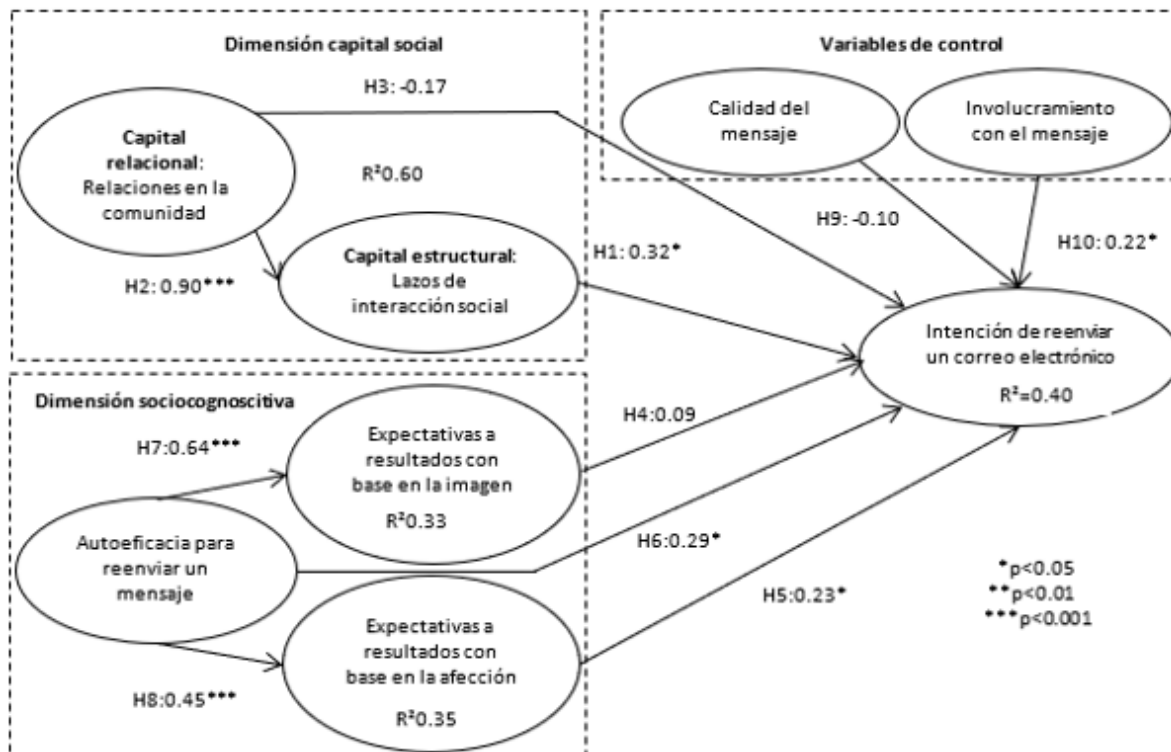 Dimensión capital social
H3: -0.17
Capital
relacional:
Relaciones en la
comunidad
R²0.60
H2: 0.90***
Capital estructural:
Lazos de
interacción social
H1: 0.32*
Variables de control
Calidad del
mensaje
Involucramiento
con el mensaje
H9: -0.10
H10: 0.22*
Intención de reenviar
un correo electrónico
R²=0.40
Dimensión sociocognoscitiva
H7:0.64***
Expectativas a
resultados con
base en la imagen
R²0.33
H4:0.09
Autoeficacia para
reenviar un
mensaje
H6:0.29*
H5:0.23*
Expectativas a
resultados con
base en la afección
R²0.35
H8:0.45***
*p<0.05
**p<0.01
***p<0.001